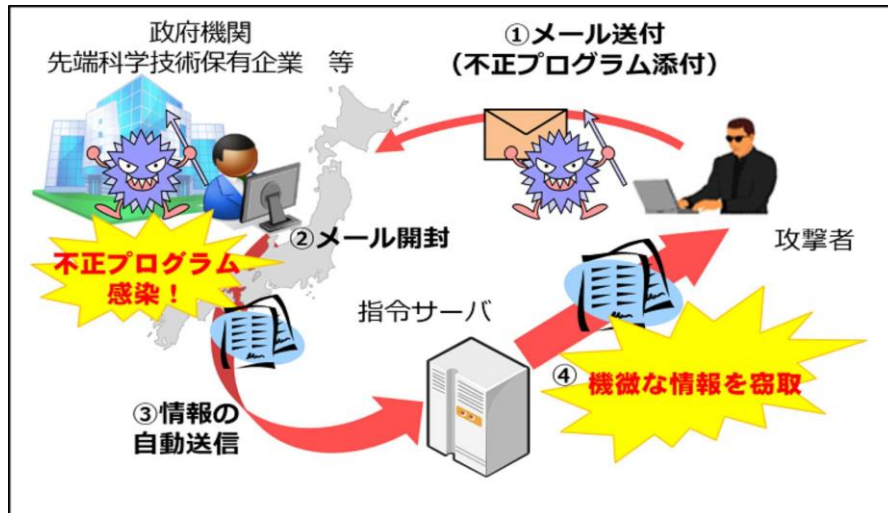 政府機関
先端科学技術保有企業　等
①メール送付
（不正プログラム添付）
②メール開封
不正プログラム
感染！
攻撃者
指令サーバ
④ 機微な情報を窃取
③情報の
自動送信